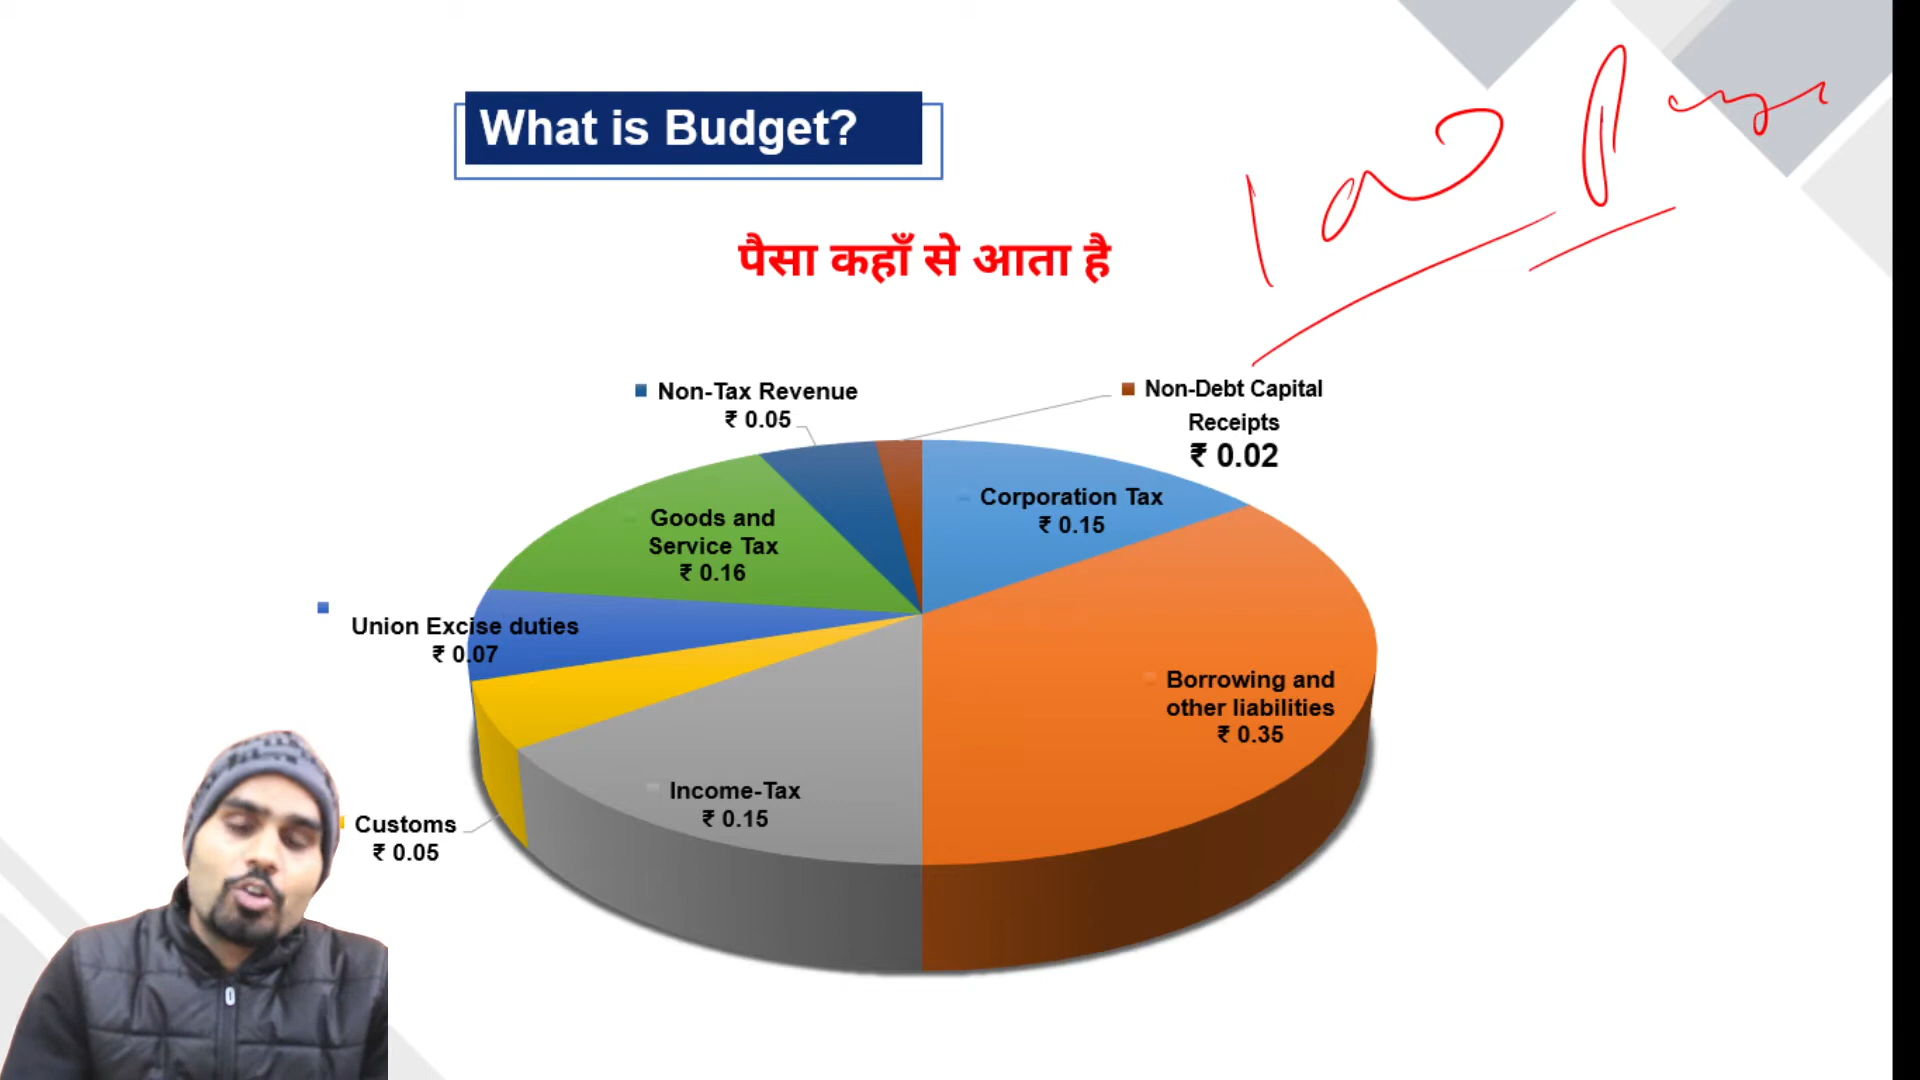 What is Budget?
पैसा कहाँ से आता है
Non-Tax Revenue
₹ 0.05
Non-Debt Capital
Receipts
₹ 0.02
Corporation Tax
₹ 0.15
Goods and
Service Tax
₹ 0.16
Union Excise duties
₹ 0.07
Borrowing and
other liabilities
₹ 0.35
Income-Tax
₹ 0.15
Customs
₹ 0.05